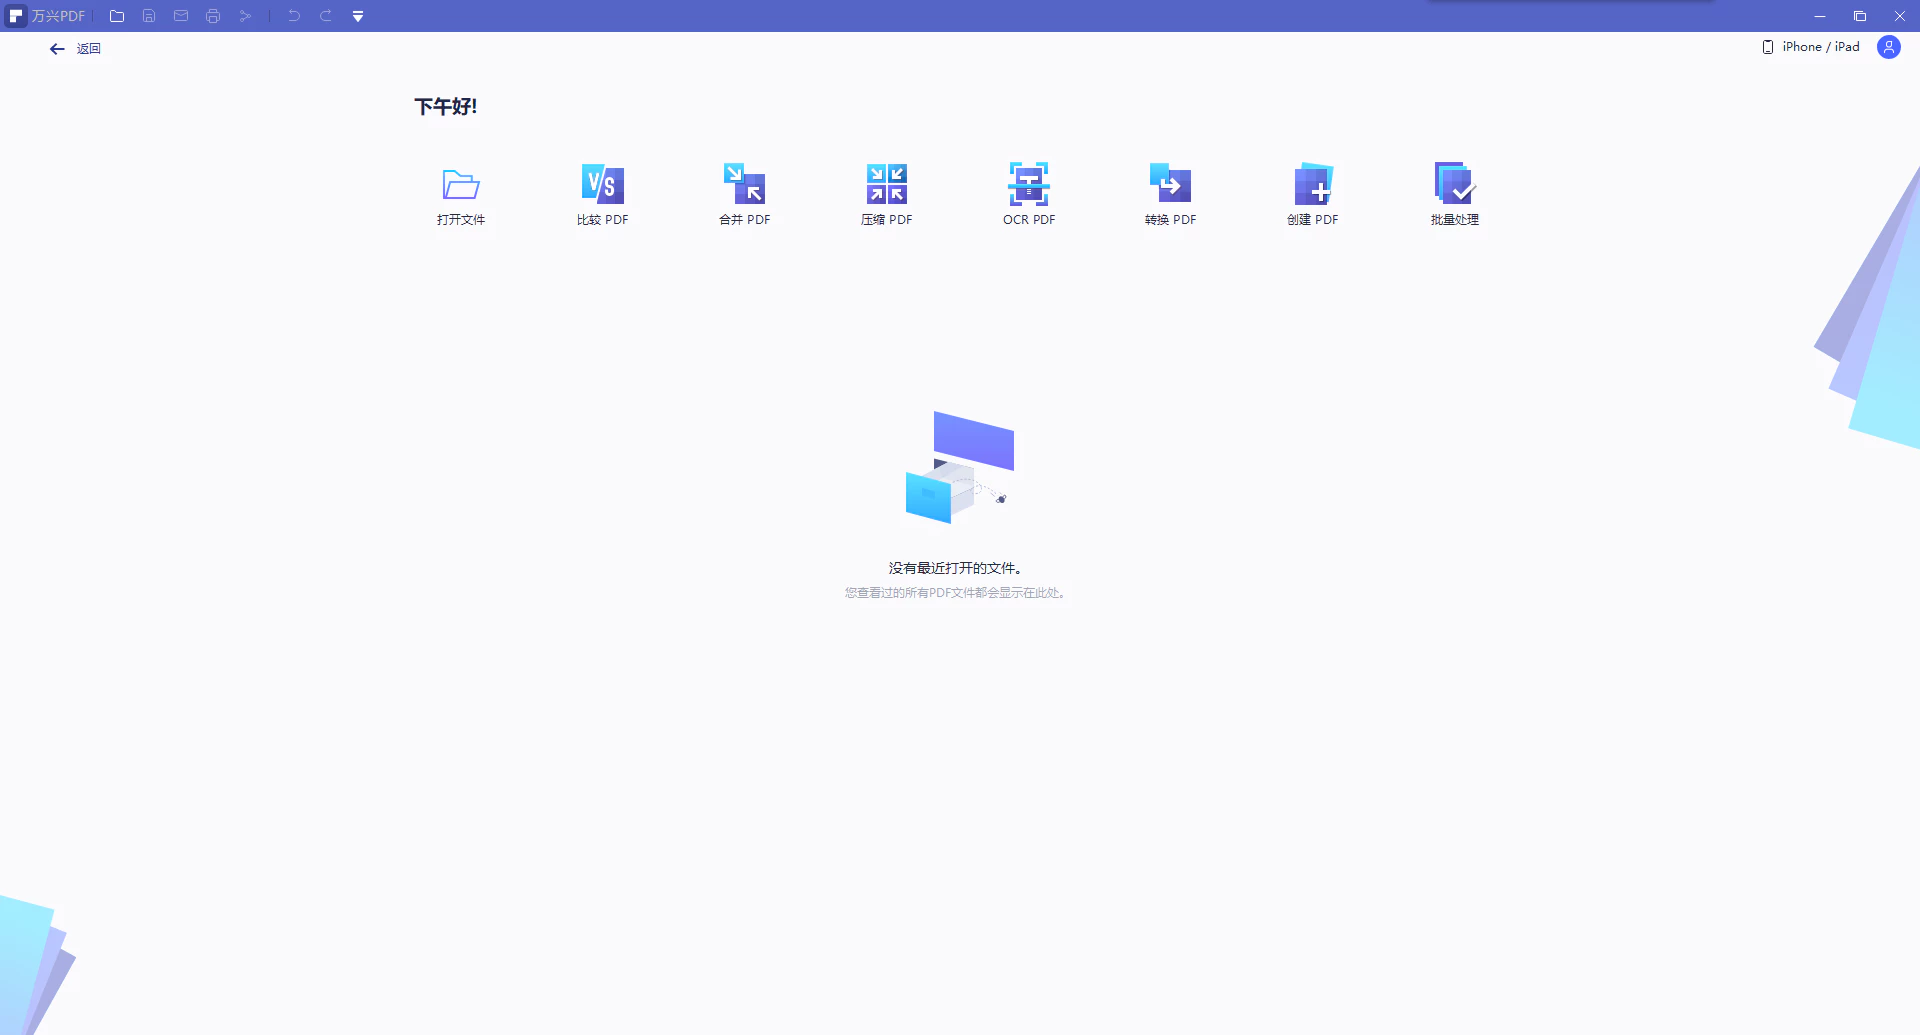 万兴PDF
返回
iPhone / iPad
下午好!
打开文件
比较 PDF
合并 PDF
压缩 PDF
OCR PDF
转换 PDF
创建 PDF
批量处理
没有最近打开的文件。
您查看过的所有PDF文件都会显示在此处。